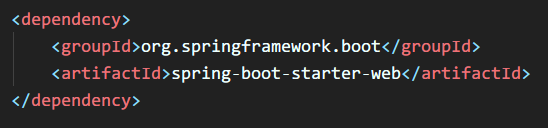 <dependency>
    <groupId>org.springframework.boot</groupId>
    <artifactId>spring-boot-starter-web</artifactId>
</dependency>